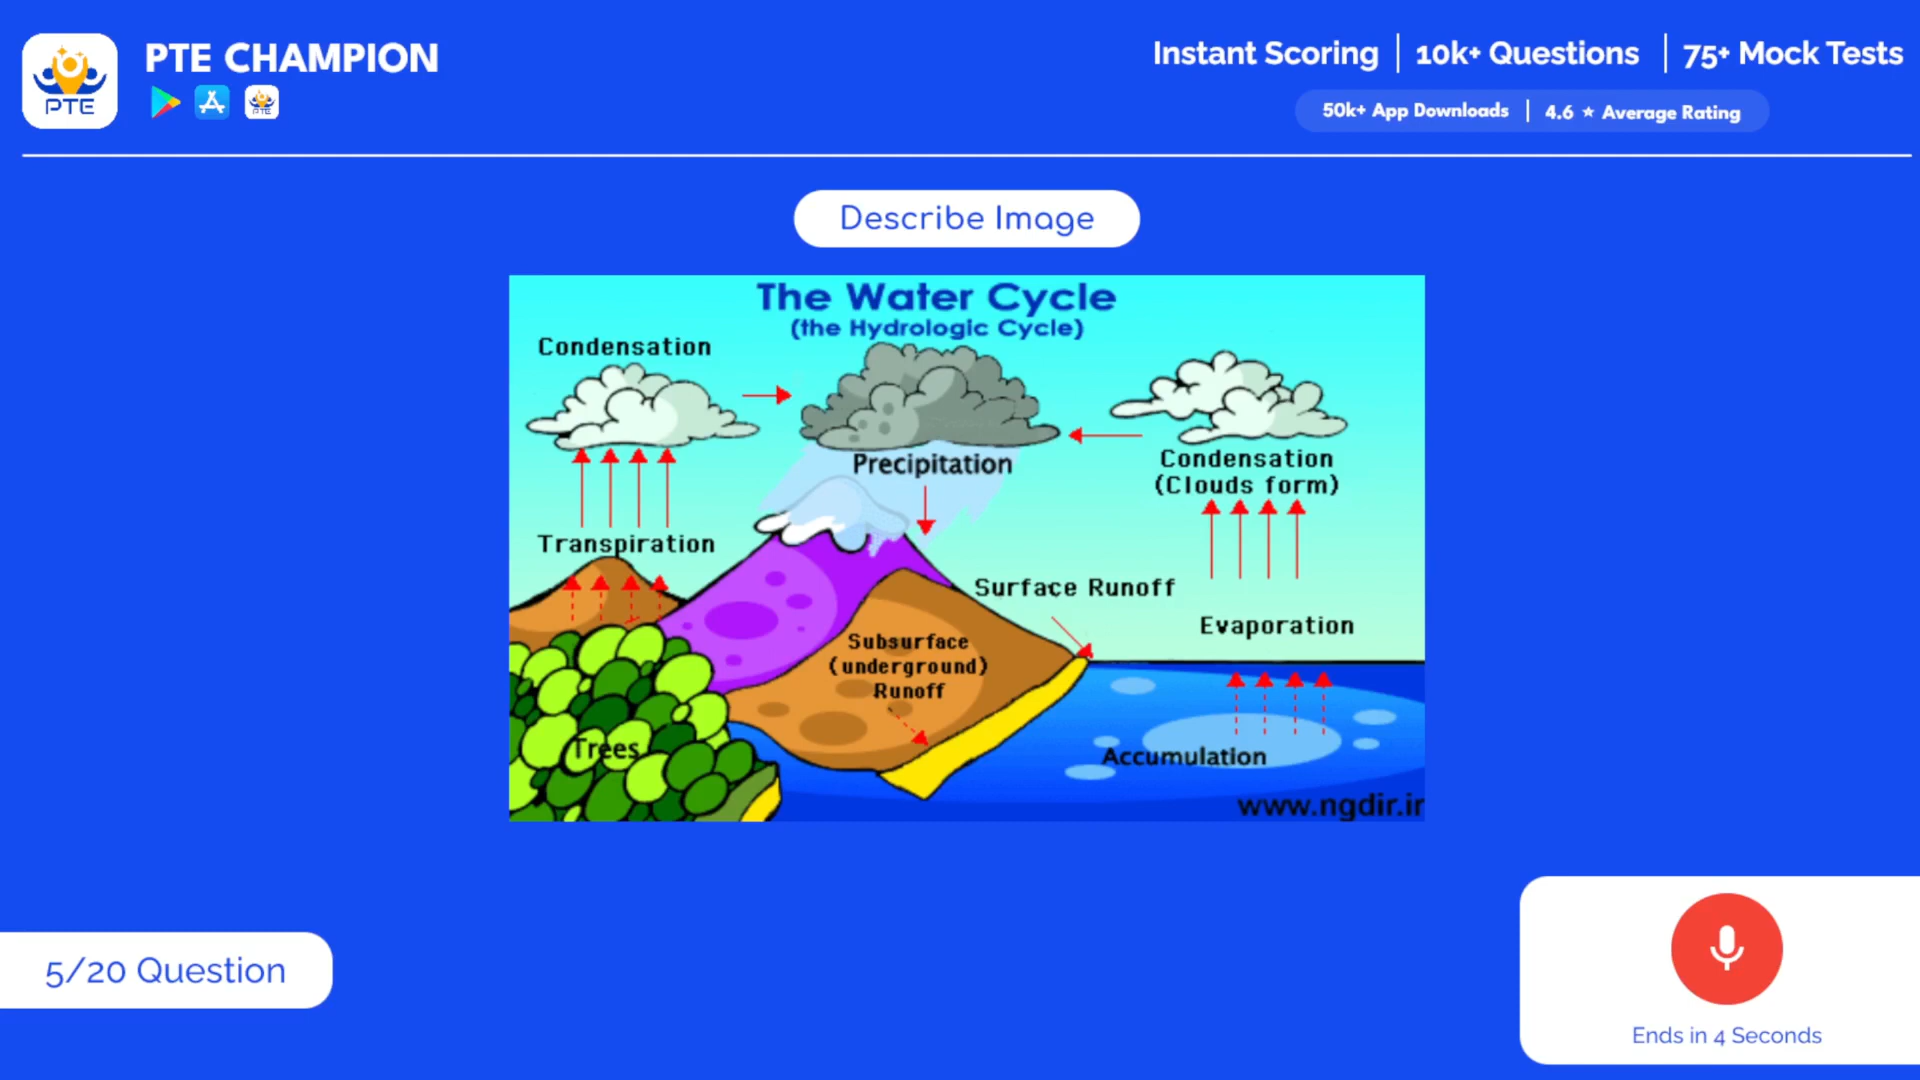 PTE CHAMPION
PTE
PTE
Instant Scoring | 10k+ Questions | 75+ Mock Tests
50k+ App Downloads | 4.6 ★ Average Rating
Describe Image
The Water Cycle
(the Hydrologic Cycle)
Condensation
Precipitation
Condensation
(Clouds form)
Transpiration
Surface Runoff
Evaporation
Subsurface
(underground)
Runoff
Trees
Accumulation
www.ngdir.ir
5/20 Question
Ends in 4 Seconds